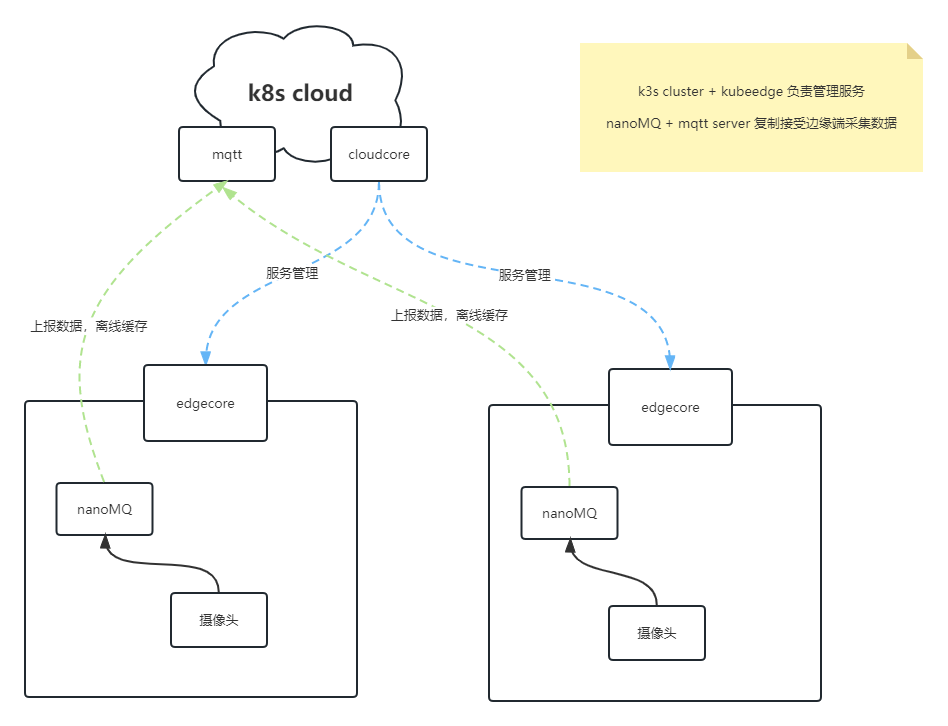 k8s cloud
k3s cluster + kubeedge 负责管理服务
nanoMQ + mqtt server 复制接受边缘端采集数据
mqtt
cloudcore
服务管理
服务管理
上报数据，离线缓存
上报数据，离线缓存
edgecore
edgecore
nanoMQ
nanoMQ
摄像头
摄像头